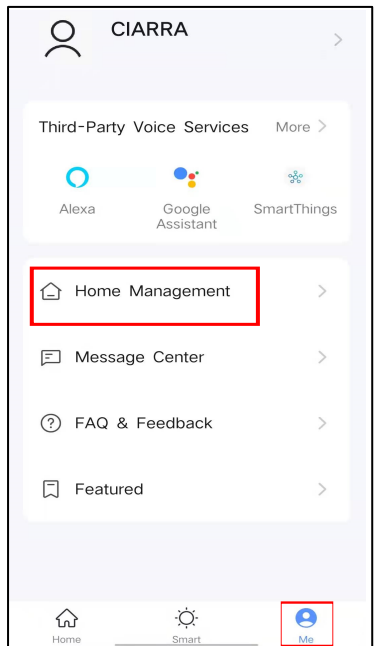 CIARRA
Third-Party Voice Services More
Alexa
Google
Assistant
SmartThings
Home Management
Message Center
FAQ & Feedback
Featured
Home Smart Me